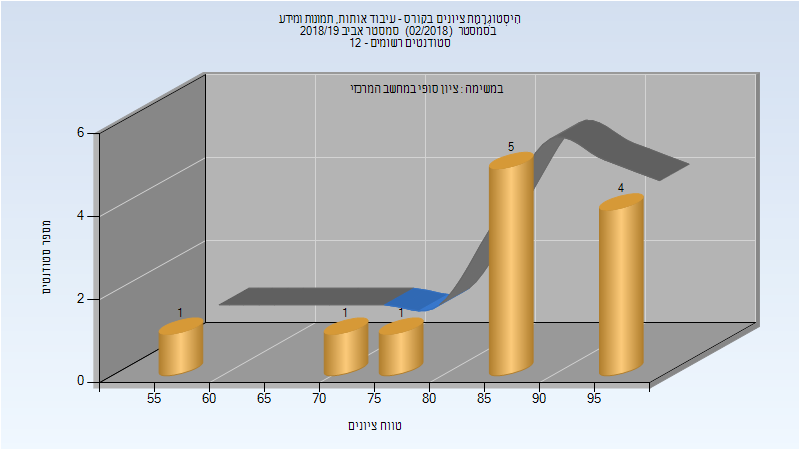 הִיסְטוֹגְרָמַת ציונים בקורס - עיבוד אותות, תמונות ומידע
בסמסטר (02/2018) סמסטר אביב 2018/19
סטודנטים רשומים - 12
במשימה : ציון סופי במחשב המרכזי
מספר סטודנטים
6
4
2
0
1
1
1
5
4
55 60 65 70 75 80 85 90 95
טווח ציונים